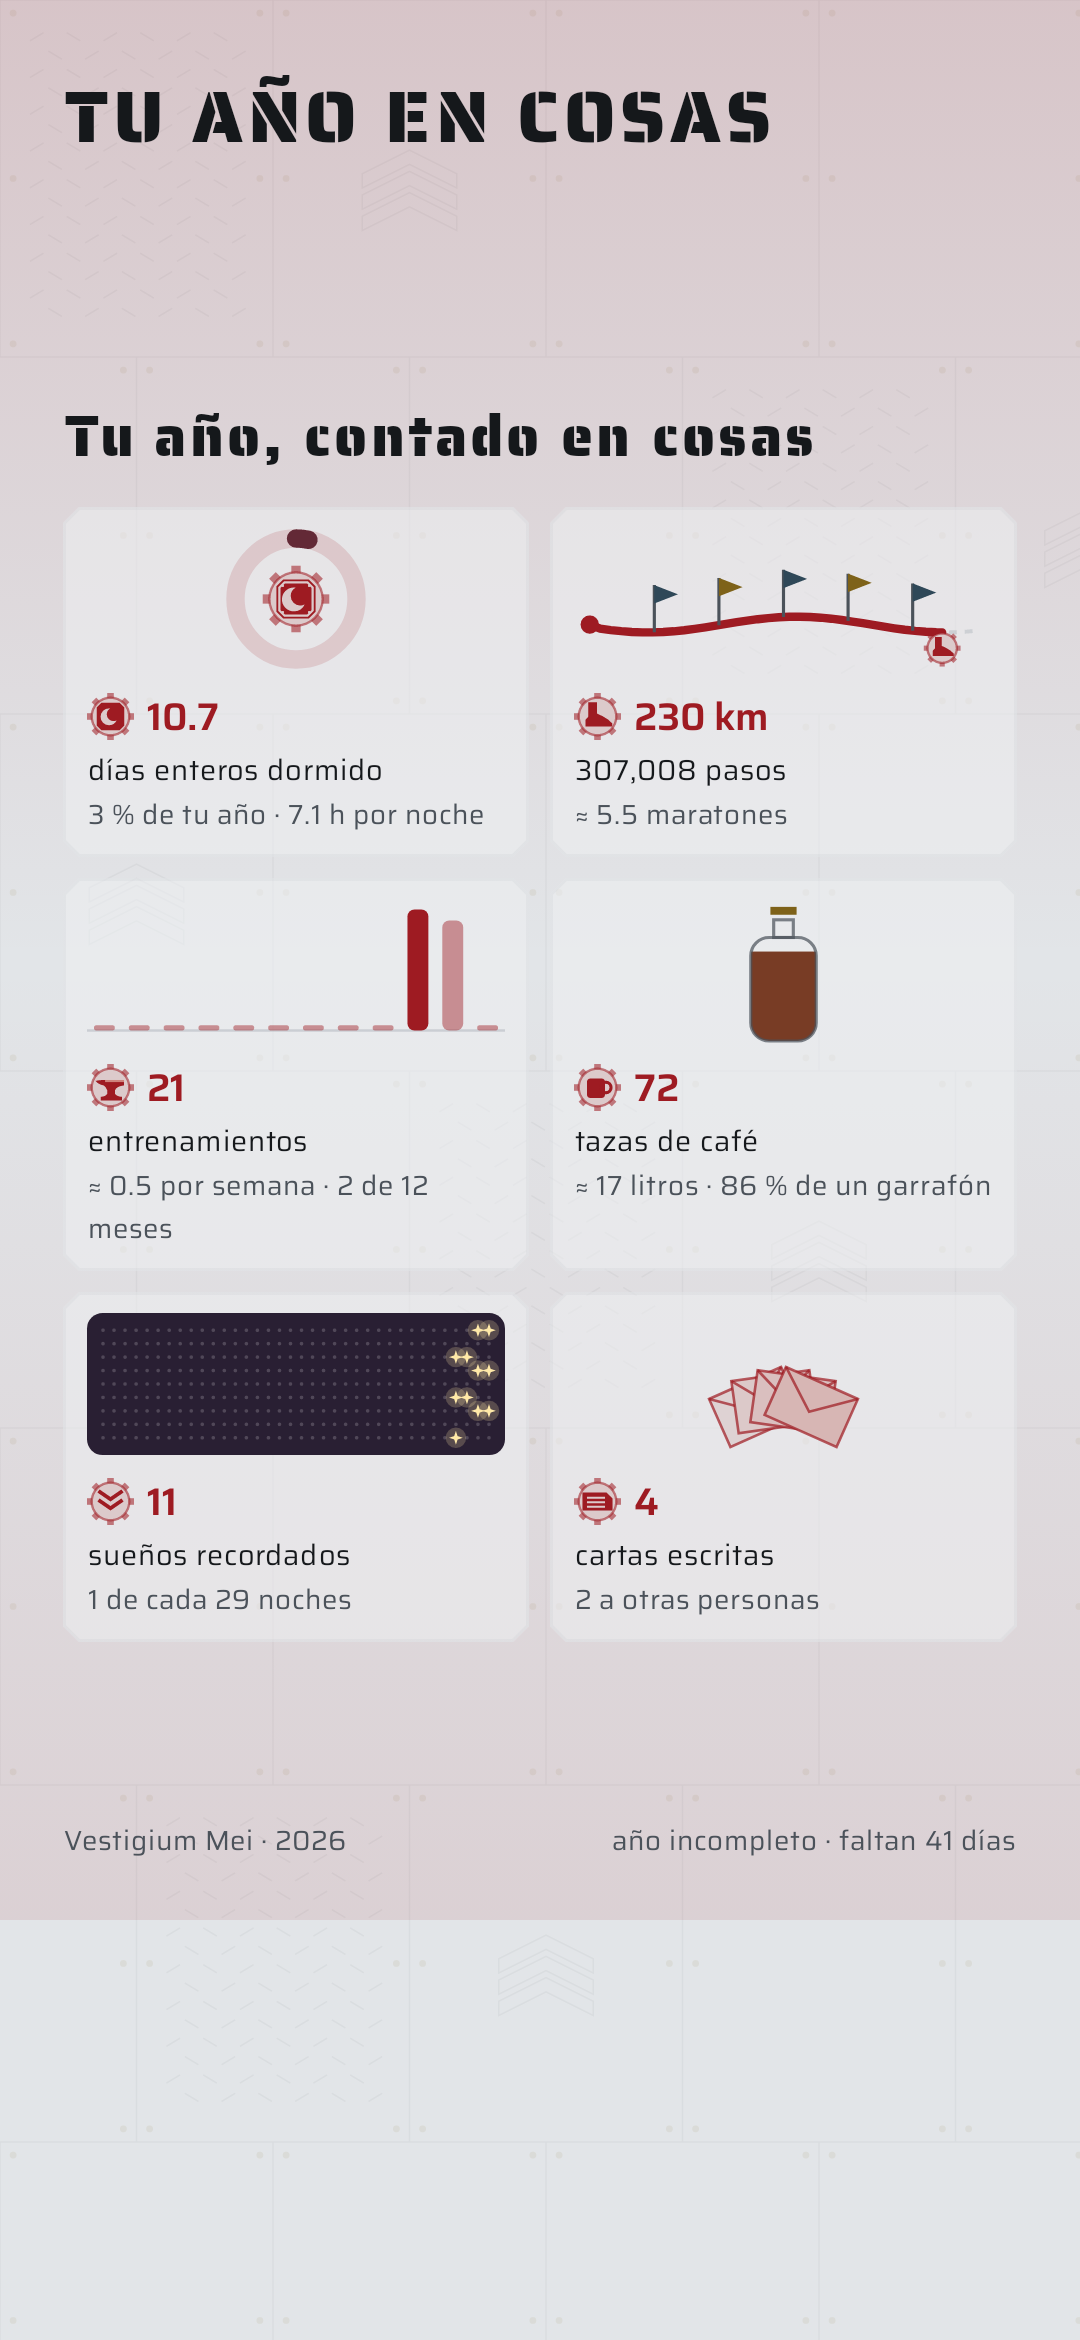 TU AÑO EN COSAS
Tu año, contado en cosas
10.7
días enteros dormido
3 % de tu año · 7.1 h por noche
230 km
307,008 pasos
≈ 5.5 maratones
21
entrenamientos
≈ 0.5 por semana · 2 de 12
meses
72
tazas de café
≈ 17 litros · 86 % de un garrafón
11
sueños recordados
1 de cada 29 noches
4
cartas escritas
2 a otras personas
Vestigium Mei · 2026
año incompleto · faltan 41 días